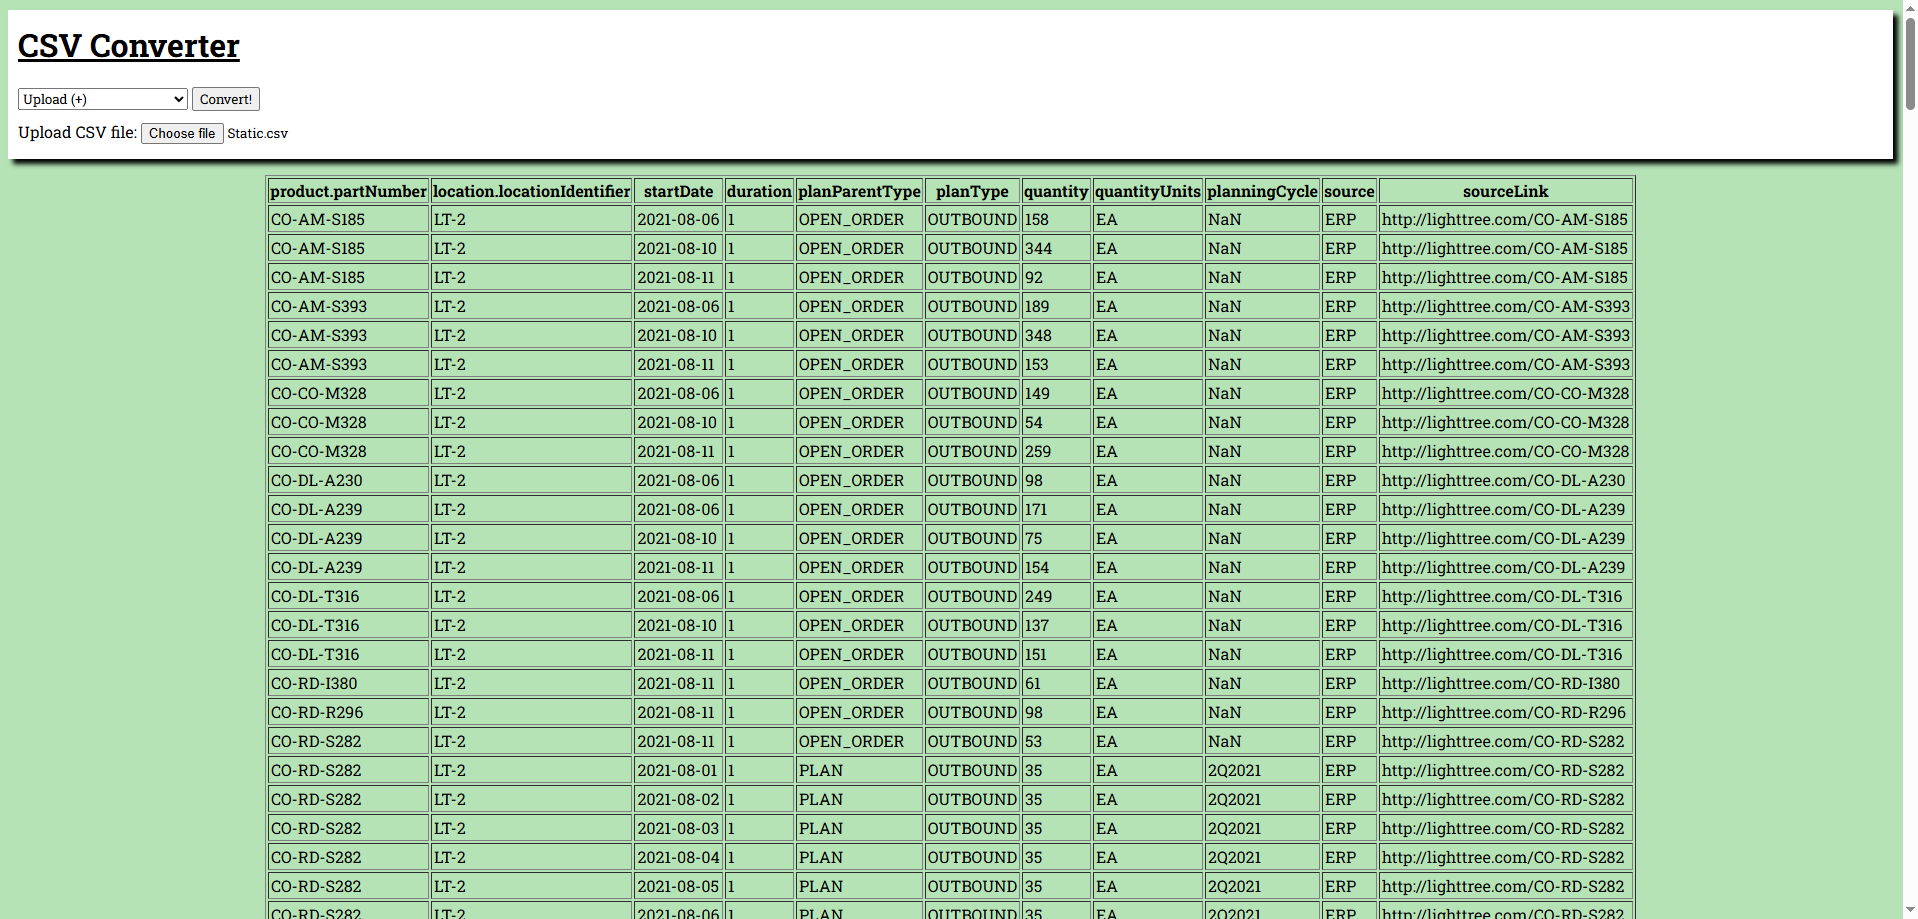 CSV Converter
Upload (+) Convert!
Upload CSV file: Choose file Static.csv
product.partNumber location.locationIdentifier startDate duration planParentType planType quantity quantityUnits planningCycle source sourceLink
CO-AM-S185 LT-2 2021-08-06 1 OPEN_ORDER OUTBOUND 158 EA NaN ERP http://lighttree.com/CO-AM-S185
CO-AM-S185 LT-2 2021-08-10 1 OPEN_ORDER OUTBOUND 344 EA NaN ERP http://lighttree.com/CO-AM-S185
CO-AM-S185 LT-2 2021-08-11 1 OPEN_ORDER OUTBOUND 92 EA NaN ERP http://lighttree.com/CO-AM-S185
CO-AM-S393 LT-2 2021-08-06 1 OPEN_ORDER OUTBOUND 189 EA NaN ERP http://lighttree.com/CO-AM-S393
CO-AM-S393 LT-2 2021-08-10 1 OPEN_ORDER OUTBOUND 348 EA NaN ERP http://lighttree.com/CO-AM-S393
CO-AM-S393 LT-2 2021-08-11 1 OPEN_ORDER OUTBOUND 153 EA NaN ERP http://lighttree.com/CO-AM-S393
CO-CO-M328 LT-2 2021-08-06 1 OPEN_ORDER OUTBOUND 149 EA NaN ERP http://lighttree.com/CO-CO-M328
CO-CO-M328 LT-2 2021-08-10 1 OPEN_ORDER OUTBOUND 54 EA NaN ERP http://lighttree.com/CO-CO-M328
CO-CO-M328 LT-2 2021-08-11 1 OPEN_ORDER OUTBOUND 259 EA NaN ERP http://lighttree.com/CO-CO-M328
CO-DL-A230 LT-2 2021-08-06 1 OPEN_ORDER OUTBOUND 98 EA NaN ERP http://lighttree.com/CO-DL-A230
CO-DL-A239 LT-2 2021-08-06 1 OPEN_ORDER OUTBOUND 171 EA NaN ERP http://lighttree.com/CO-DL-A239
CO-DL-A239 LT-2 2021-08-10 1 OPEN_ORDER OUTBOUND 75 EA NaN ERP http://lighttree.com/CO-DL-A239
CO-DL-A239 LT-2 2021-08-11 1 OPEN_ORDER OUTBOUND 154 EA NaN ERP http://lighttree.com/CO-DL-A239
CO-DL-T316 LT-2 2021-08-06 1 OPEN_ORDER OUTBOUND 249 EA NaN ERP http://lighttree.com/CO-DL-T316
CO-DL-T316 LT-2 2021-08-10 1 OPEN_ORDER OUTBOUND 137 EA NaN ERP http://lighttree.com/CO-DL-T316
CO-DL-T316 LT-2 2021-08-11 1 OPEN_ORDER OUTBOUND 151 EA NaN ERP http://lighttree.com/CO-DL-T316
CO-RD-I380 LT-2 2021-08-11 1 OPEN_ORDER OUTBOUND 61 EA NaN ERP http://lighttree.com/CO-RD-I380
CO-RD-R296 LT-2 2021-08-11 1 OPEN_ORDER OUTBOUND 98 EA NaN ERP http://lighttree.com/CO-RD-R296
CO-RD-S282 LT-2 2021-08-11 1 OPEN_ORDER OUTBOUND 53 EA NaN ERP http://lighttree.com/CO-RD-S282
CO-RD-S282 LT-2 2021-08-01 1 PLAN OUTBOUND 35 EA 2Q2021 ERP http://lighttree.com/CO-RD-S282
CO-RD-S282 LT-2 2021-08-02 1 PLAN OUTBOUND 35 EA 2Q2021 ERP http://lighttree.com/CO-RD-S282
CO-RD-S282 LT-2 2021-08-03 1 PLAN OUTBOUND 35 EA 2Q2021 ERP http://lighttree.com/CO-RD-S282
CO-RD-S282 LT-2 2021-08-04 1 PLAN OUTBOUND 35 EA 2Q2021 ERP http://lighttree.com/CO-RD-S282
CO-RD-S282 LT-2 2021-08-05 1 PLAN OUTBOUND 35 EA 2Q2021 ERP http://lighttree.com/CO-RD-S282
CO-RD-S282 LT-2 2021-08-06 1 PLAN OUTBOUND 35 EA 2Q2021 ERP http://lighttree.com/CO-RD-S282